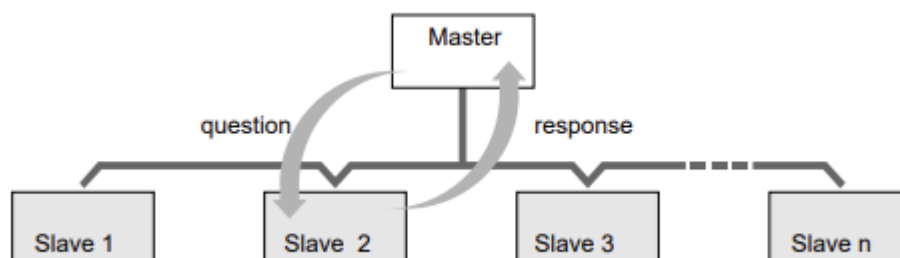 Master
question
response
Slave 1
Slave 2
Slave 3
Slave n